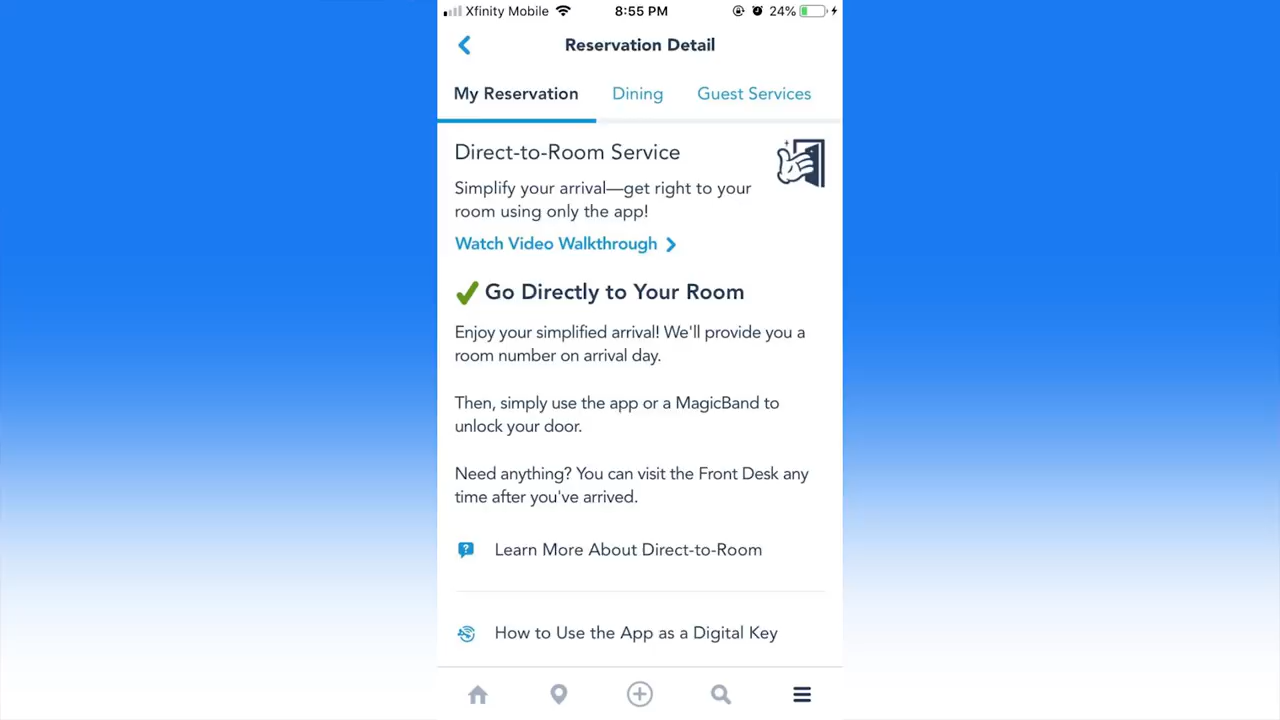 Xfinity Mobile 8:55 PM 24%
Reservation Detail
My Reservation Dining Guest Services
Direct-to-Room Service
Simplify your arrival—get right to your
room using only the app!
Watch Video Walkthrough
Go Directly to Your Room
Enjoy your simplified arrival! We'll provide you a
room number on arrival day.
Then, simply use the app or a MagicBand to
unlock your door.
Need anything? You can visit the Front Desk any
time after you've arrived.
Learn More About Direct-to-Room
How to Use the App as a Digital Key